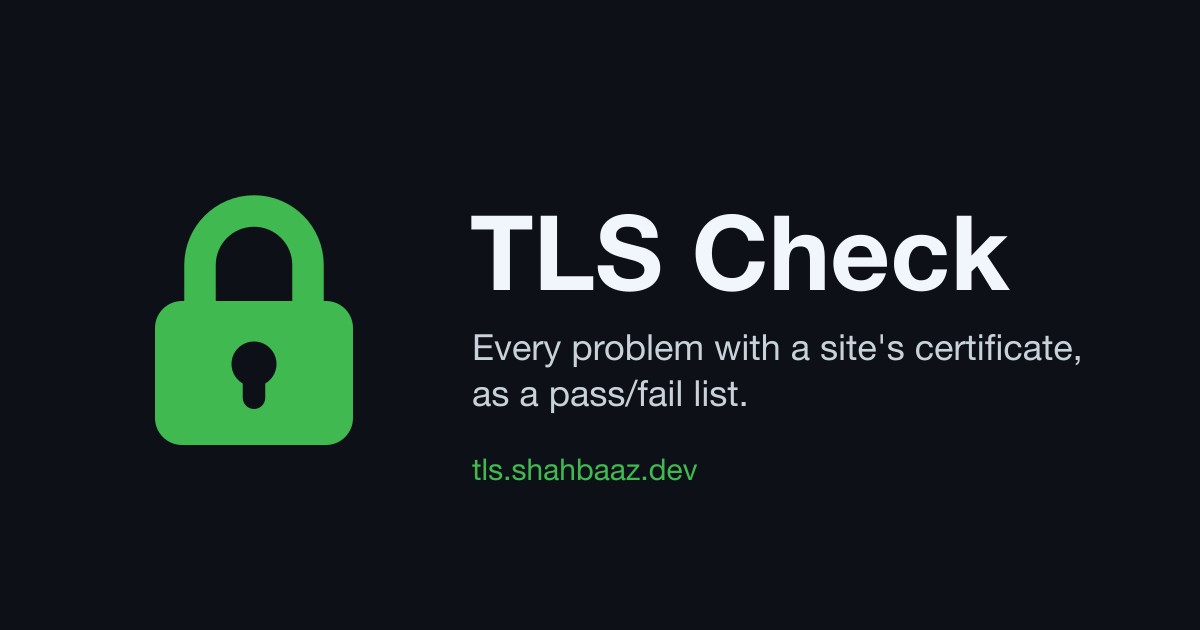 TLS Check
Every problem with a site's certificate,
as a pass/fail list.
tls.shahbaaz.dev